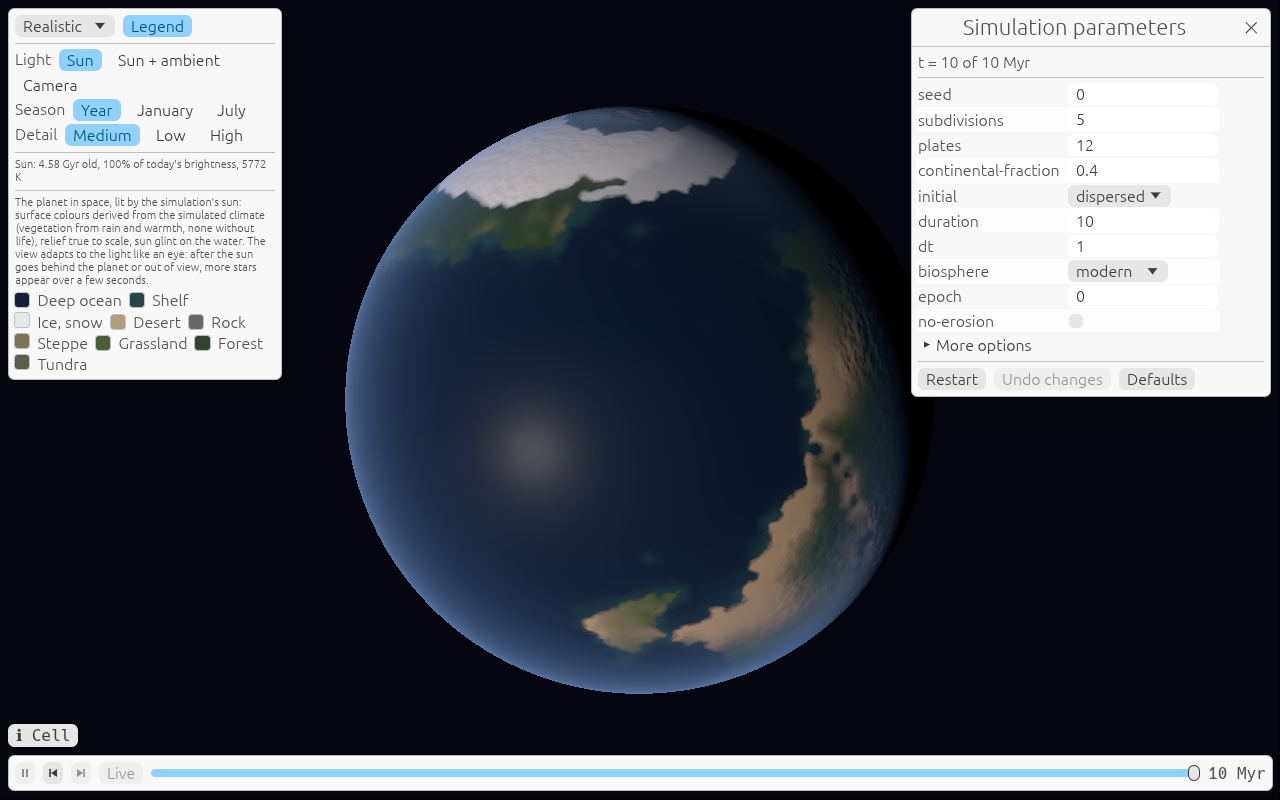 Realistic Legend
Light Sun Sun + ambient
Camera
Season Year January July
Detail Medium Low High
Sun: 4.58 Gyr old, 100% of today's brightness, 5772
K
The planet in space, lit by the simulation's sun:
surface colours derived from the simulated climate
(vegetation from rain and warmth, none without
life), relief true to scale, sun glint on the water. The
view adapts to the light like an eye: after the sun
goes behind the planet or out of view, more stars
appear over a few seconds.
Deep ocean Shelf
Ice, snow Desert Rock
Steppe Grassland Forest
Tundra
Simulation parameters
t = 10 of 10 Myr
seed 0
subdivisions 5
plates 12
continental-fraction 0.4
initial dispersed
duration 10
dt 1
biosphere modern
epoch 0
no-erosion
More options
Restart Undo changes Defaults
i Cell
Live 10 Myr